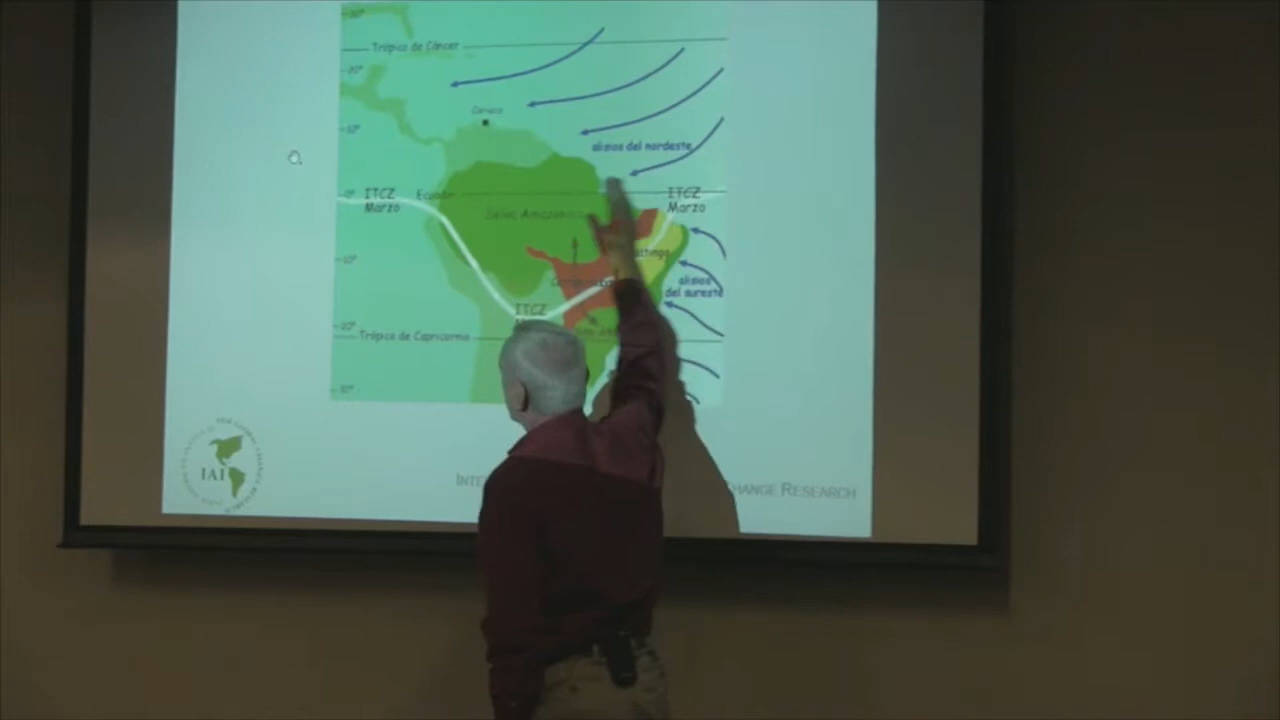 30°
Trópico de Cáncer
20°
Caracas
10°
alisios del nordeste
0°
ITCZ
Marzo
Ecuador
ITCZ
Marzo
Selva Amazónica
10°
alisios
del sureste
ITCZ
20°
Trópico de Capricornio
30°
IAI
CHANGE RESEARCH